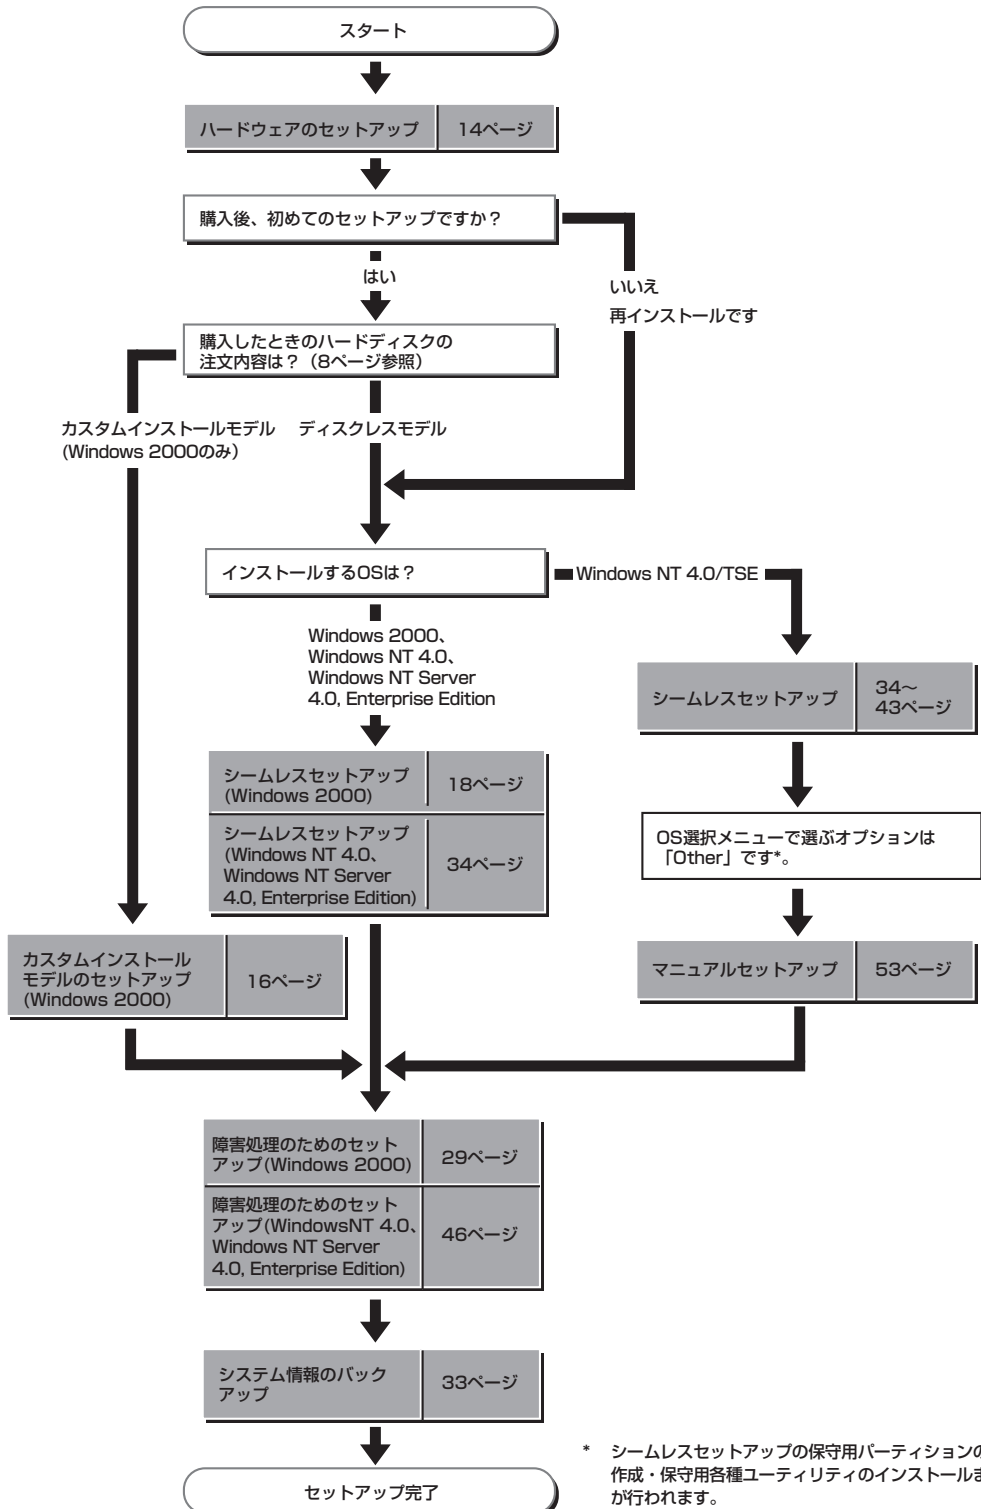 スタート
ハードウェアのセットアップ
14ページ
購入後、初めてのセットアップですか？
はい
いいえ
再インストールです
購入したときのハードディスクの
注文内容は？（8ページ参照）
カスタムインストールモデル
(Windows 2000のみ)
ディスクレスモデル
インストールするOSは？
Windows NT 4.0/TSE
Windows 2000、
Windows NT 4.0、
Windows NT Server
4.0, Enterprise Edition
シームレスセットアップ
34～
43ページ
シームレスセットアップ
(Windows 2000)
18ページ
シームレスセットアップ
(Windows NT 4.0、
Windows NT Server
4.0, Enterprise Edition)
34ページ
OS選択メニューで選ぶオプションは
「Other」です*。
カスタムインストール
モデルのセットアップ
(Windows 2000)
16ページ
マニュアルセットアップ
53ページ
障害処理のためのセット
アップ(Windows 2000)
29ページ
障害処理のためのセット
アップ(WindowsNT 4.0、
Windows NT Server
4.0, Enterprise Edition)
46ページ
システム情報のバック
アップ
33ページ
セットアップ完了
* シームレスセットアップの保守用パーティションの
作成・保守用各種ユーティリティのインストールま
が行われます。